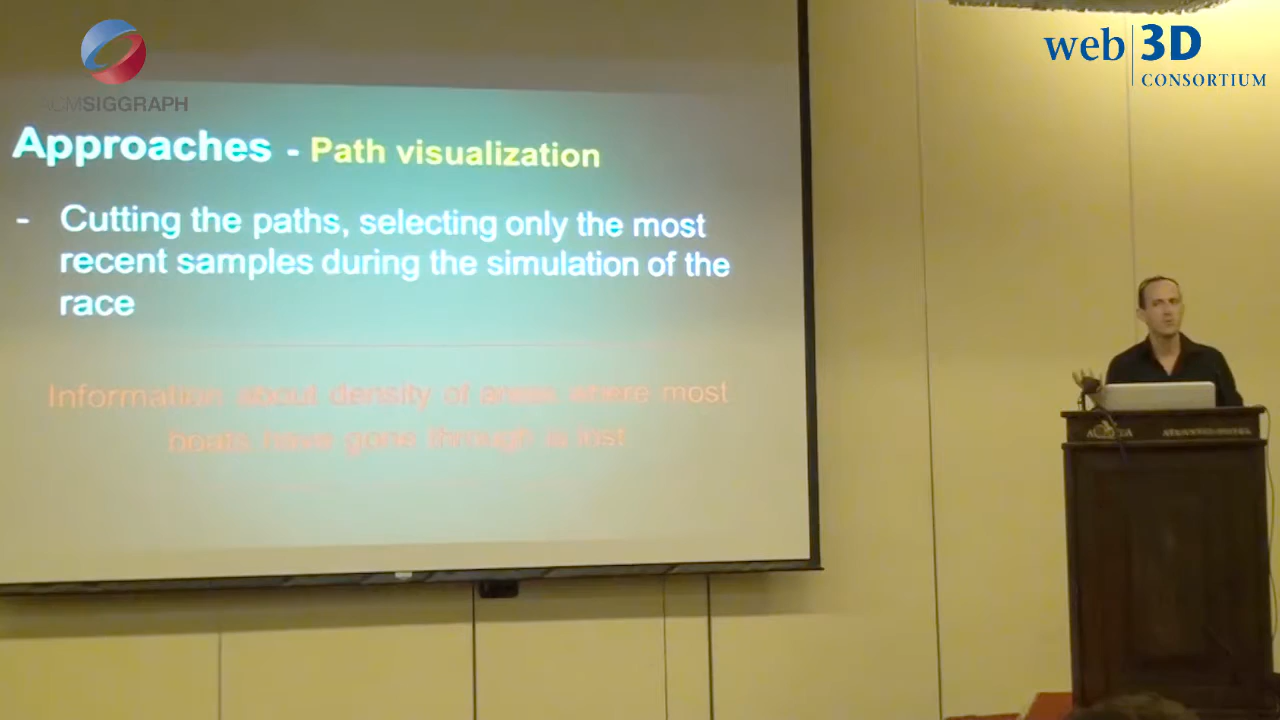 ACMSIGGRAPH
web 3D
CONSORTIUM
Approaches - Path visualization
- Cutting the paths, selecting only the most
recent samples during the simulation of the
race
Information about density of areas where most
boats have gone through is lost